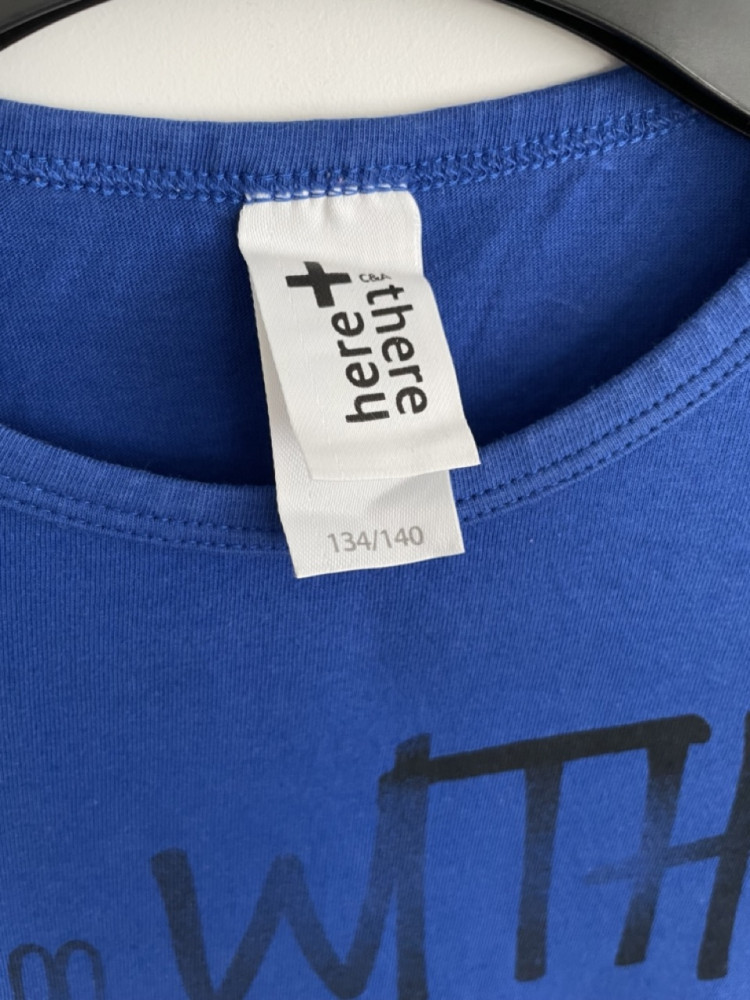 C&A
here + there
134/140
m WITH